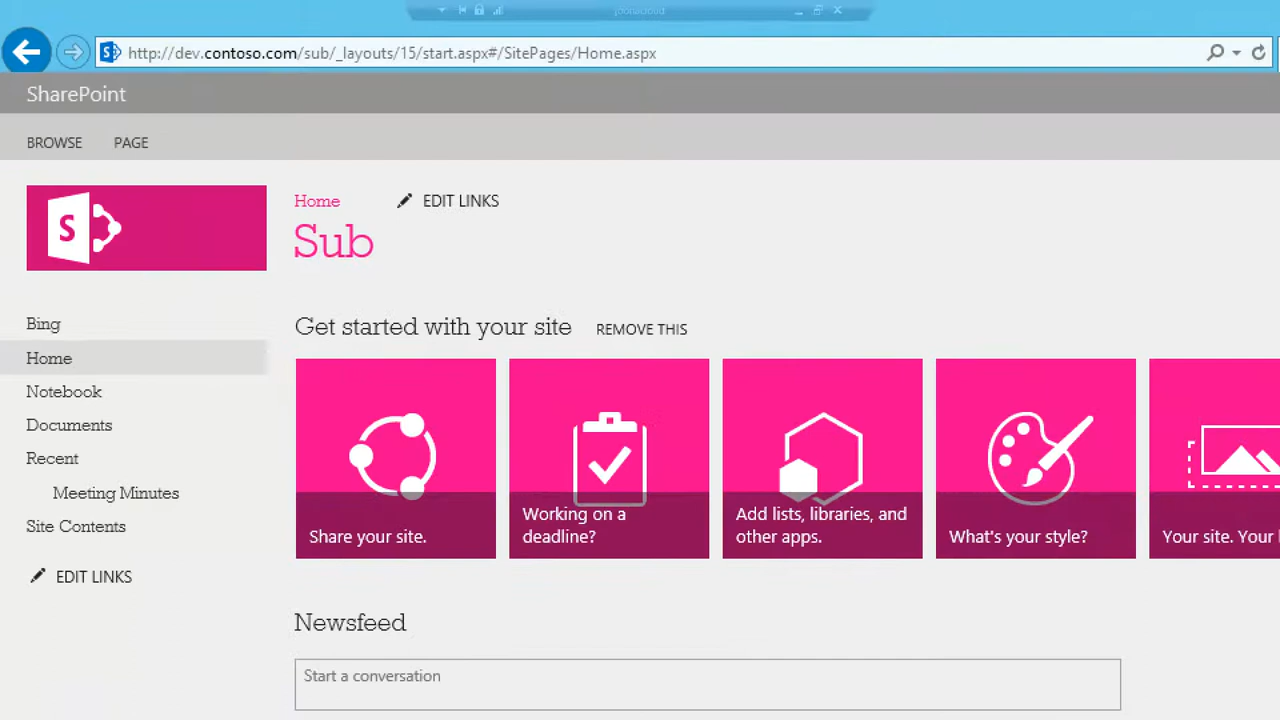 http://dev.contoso.com/sub/_layouts/15/start.aspx#/SitePages/Home.aspx
SharePoint
BROWSE PAGE
S
Home EDIT LINKS
Sub
Bing
Home
Notebook
Documents
Recent
Meeting Minutes
Site Contents
EDIT LINKS
Get started with your site REMOVE THIS
Share your site.
Working on a
deadline?
Add lists, libraries, and
other apps.
What's your style?
Your site. Your
Newsfeed
Start a conversation